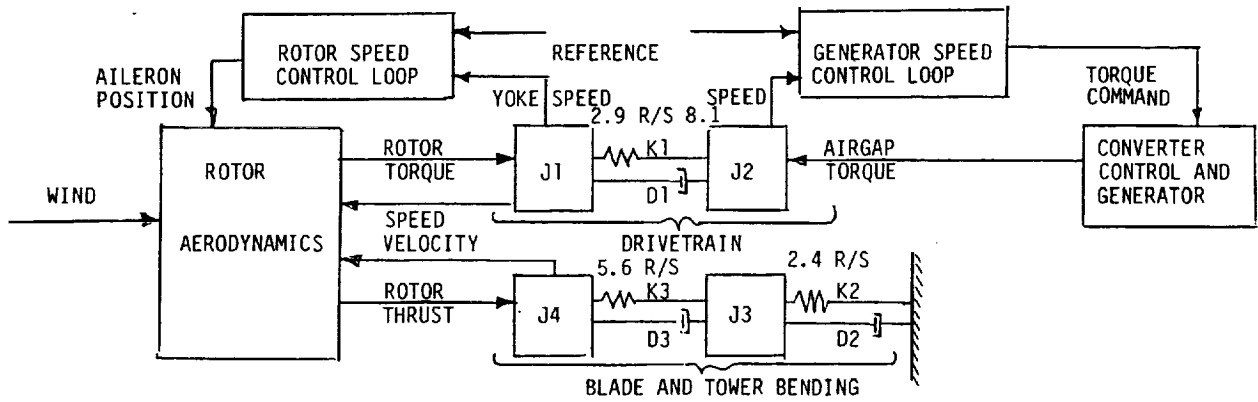 ROTOR SPEED
CONTROL LOOP
REFERENCE
GENERATOR SPEED
CONTROL LOOP
AILERON
POSITION
YOKE SPEED
SPEED
TORQUE
COMMAND
2.9 R/S 8.1
WIND
ROTOR
AERODYNAMICS
ROTOR
TORQUE
J1
K1
D1
J2
AIRGAP
TORQUE
CONVERTER
CONTROL AND
GENERATOR
SPEED
VELOCITY
DRIVETRAIN
5.6 R/S
2.4 R/S
ROTOR
THRUST
J4
K3
D3
J3
K2
D2
BLADE AND TOWER BENDING